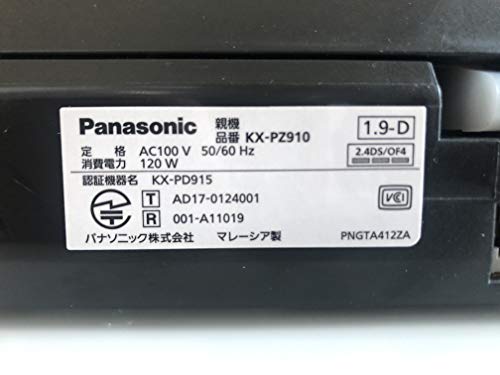 Panasonic 親機 品番 KX-PZ910 1.9-D
定 格 AC100 V 50/60 Hz 2.4DS/OF4
消費電力 120 W
認証機器名 KX-PD915
T AD17-0124001 VCI
R 001-A11019
パナソニック株式会社 マレーシア製 PNGTA412ZA